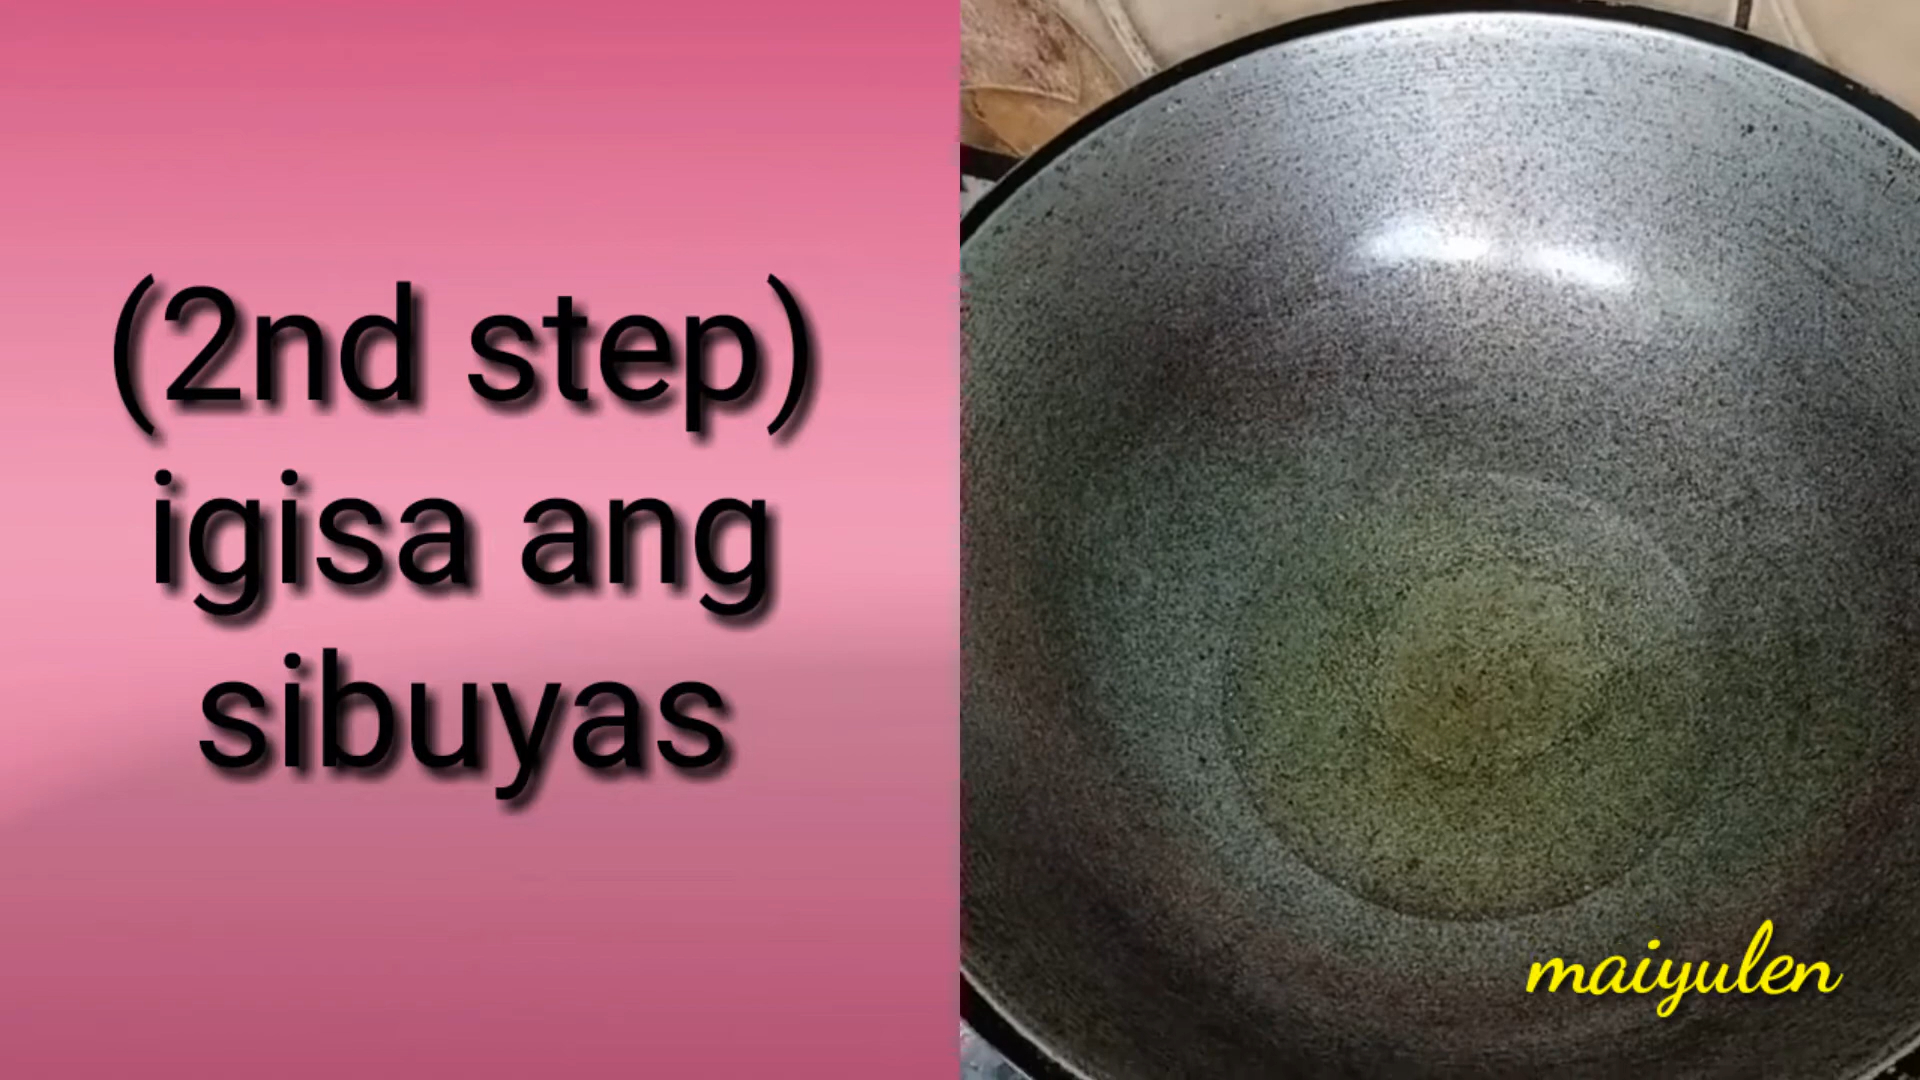 (2nd step)
igisa ang
sibuyas
maiyulen